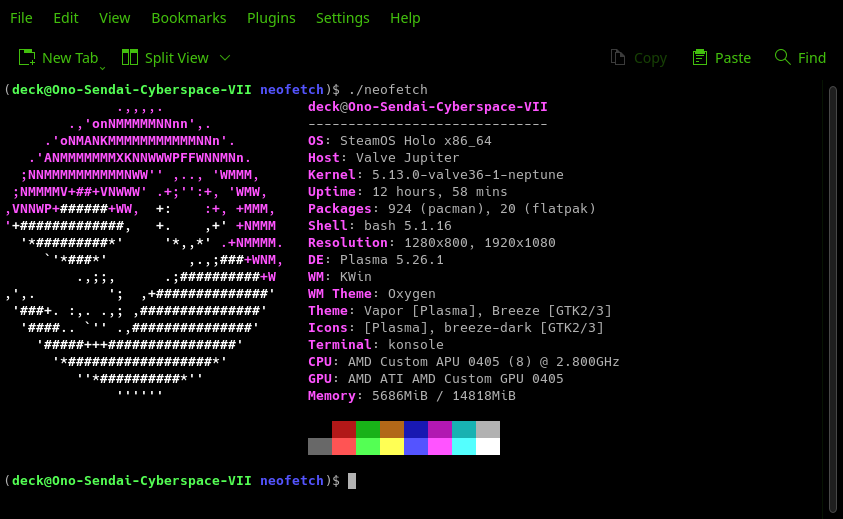 File Edit View Bookmarks Plugins Settings Help
New Tab Split View Copy Paste Find
(deck@Ono-Sendai-Cyberspace-VII neofetch)$ ./neofetch
.,,,,. deck@Ono-Sendai-Cyberspace-VII
.,'onNMMMMMNNnn',. ------------------------------
.'oNMANKMMMMMMMMMMMNNn'. OS: SteamOS Holo x86_64
.'ANMMMMMMMXKNNWWWPFFWNNMNn. Host: Valve Jupiter
;NNMMMMMMMMMMNWW'' ,.., 'WMMM, Kernel: 5.13.0-valve36-1-neptune
;NMMMMV+##+VNWWW' .+;'':+, 'WMW, Uptime: 12 hours, 58 mins
,VNNWP+######+WW, +: :+, +MMM, Packages: 924 (pacman), 20 (flatpak)
'+#############, +. ,+' +NMMM Shell: bash 5.1.16
'*#########*' '*,,*' .+NMMMM. Resolution: 1280x800, 1920x1080
`'*###*' ,.,;###+WNM, DE: Plasma 5.26.1
.,;;, .;##########+W WM: KWin
,',. '; ,+##############' WM Theme: Oxygen
'###+. :,. .,; ,###############' Theme: Vapor [Plasma], Breeze [GTK2/3]
'####.. `'' .,###############' Icons: [Plasma], breeze-dark [GTK2/3]
'#####+++################' Terminal: konsole
'*##################*' CPU: AMD Custom APU 0405 (8) @ 2.800GHz
''*##########*'' GPU: AMD ATI AMD Custom GPU 0405
'''''' Memory: 5686MiB / 14818MiB
(deck@Ono-Sendai-Cyberspace-VII neofetch)$